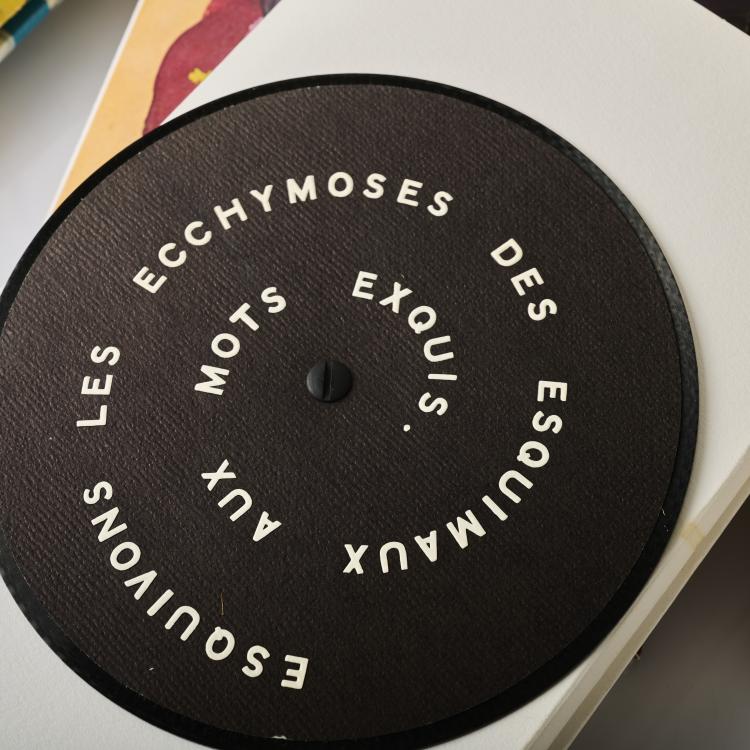 ESQUIVONS LES ECCHYMOSES DES ESQUIMAUX AUX MOTS EXQUIS.